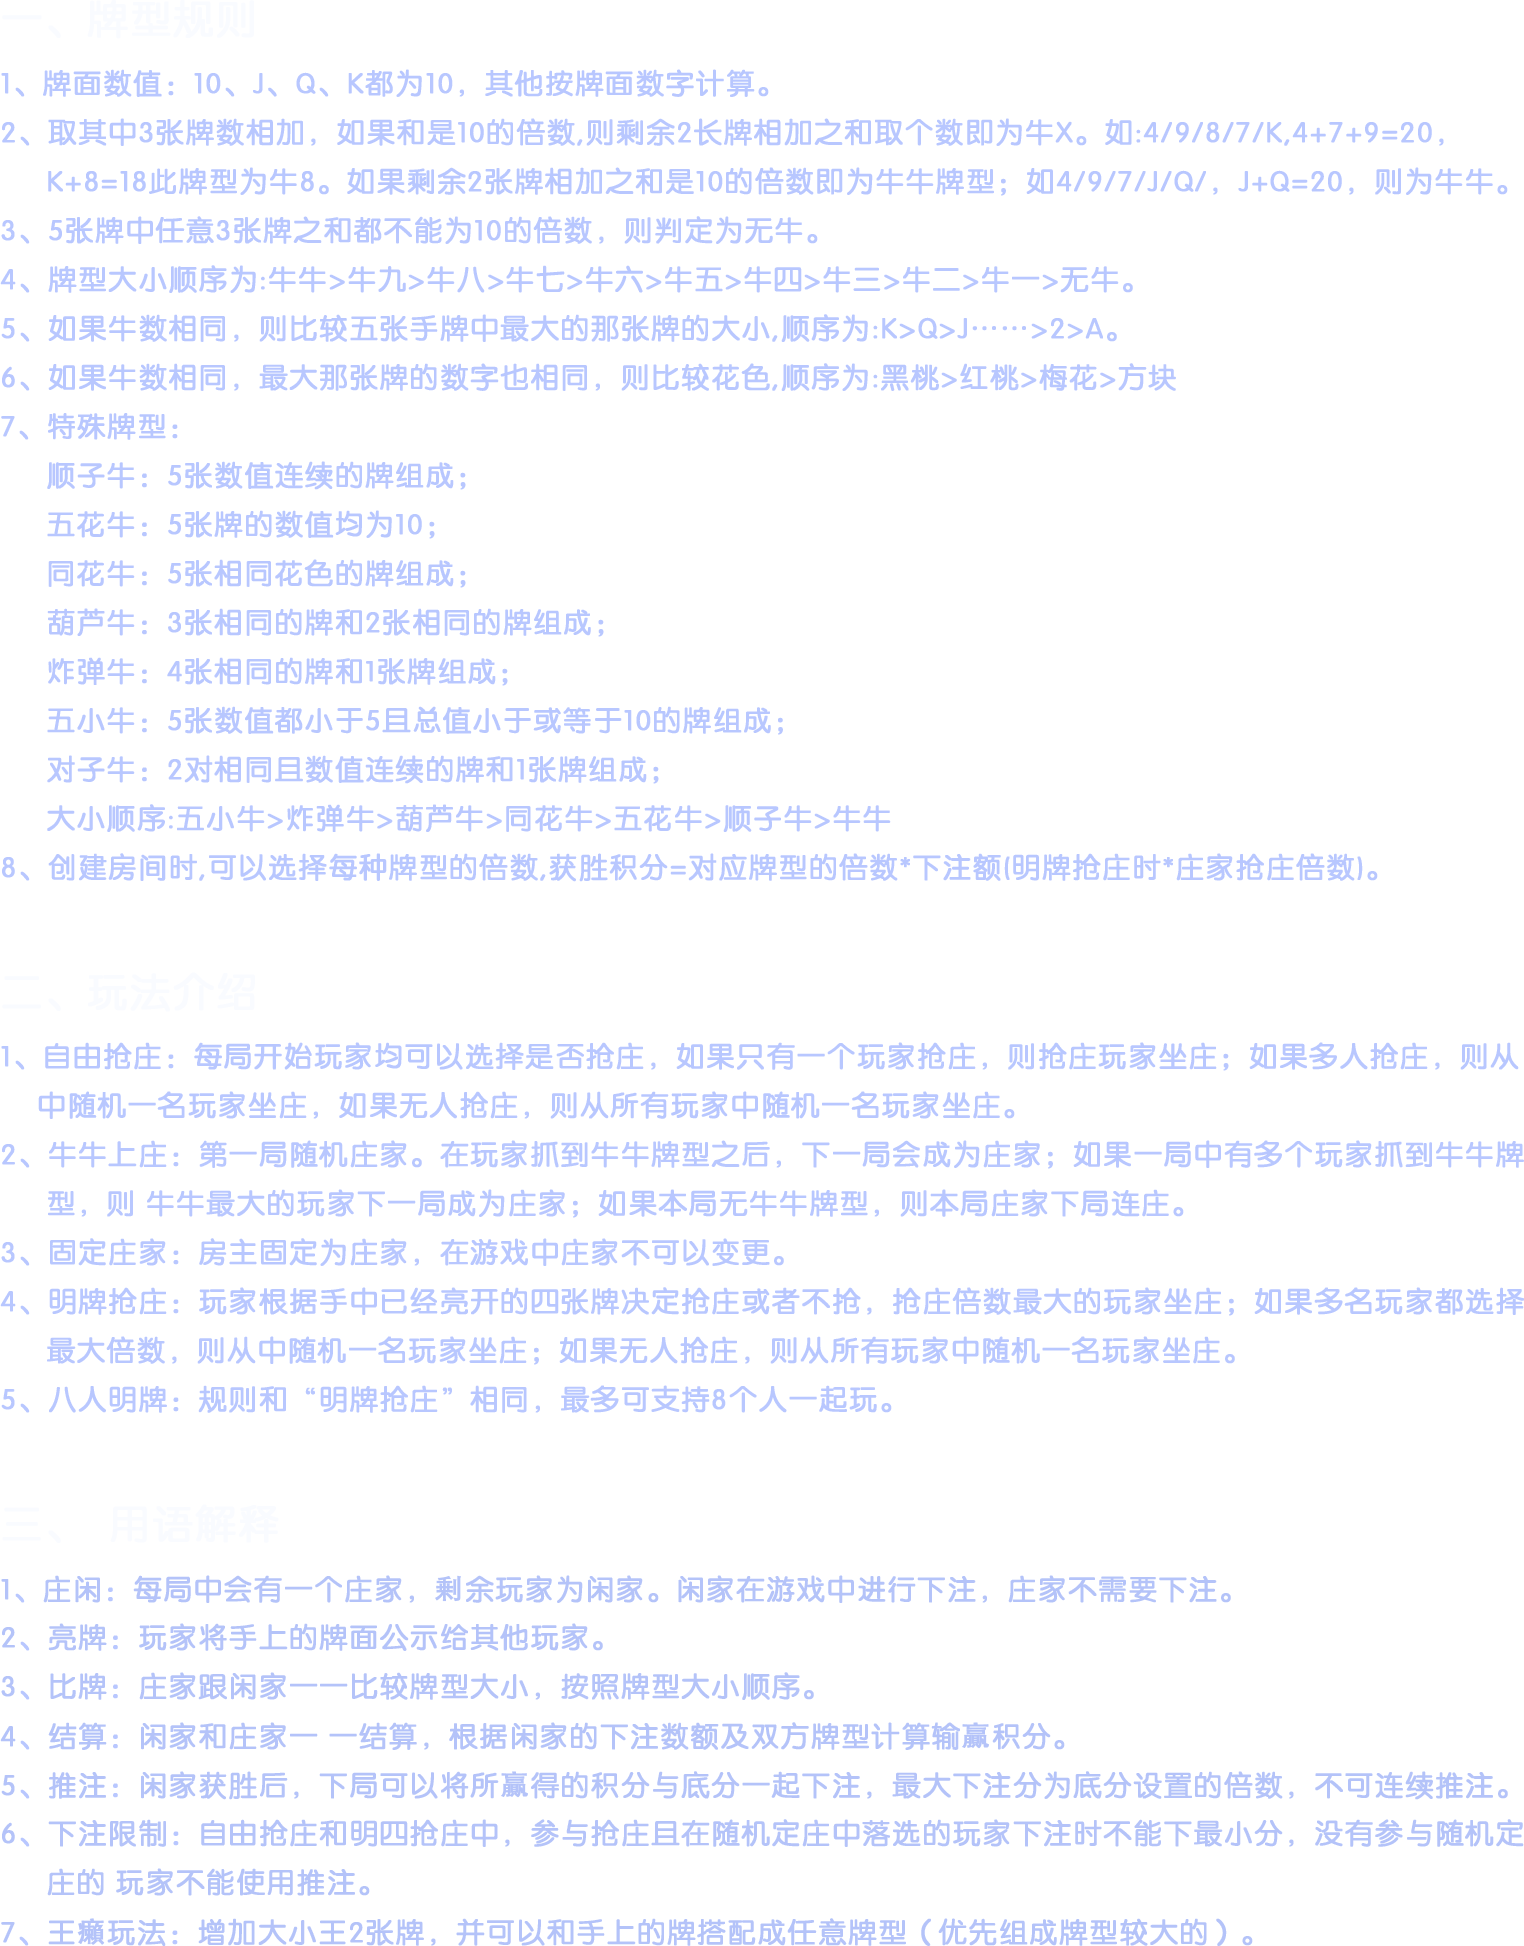 一、牌型规则
1、牌面数值：10、J、Q、K都为10，其他按牌面数字计算。
2、取其中3张牌数相加，如果和是10的倍数,则剩余2长牌相加之和取个数即为牛X。如:4/9/8/7/K,4+7+9=20，
K+8=18此牌型为牛8。如果剩余2张牌相加之和是10的倍数即为牛牛牌型；如4/9/7/J/Q/，J+Q=20，则为牛牛。
3、5张牌中任意3张牌之和都不能为10的倍数，则判定为无牛。
4、牌型大小顺序为:牛牛>牛九>牛八>牛七>牛六>牛五>牛四>牛三>牛二>牛一>无牛。
5、如果牛数相同，则比较五张手牌中最大的那张牌的大小,顺序为:K>Q>J……>2>A。
6、如果牛数相同，最大那张牌的数字也相同，则比较花色,顺序为:黑桃>红桃>梅花>方块
7、特殊牌型：
顺子牛：5张数值连续的牌组成；
五花牛：5张牌的数值均为10；
同花牛：5张相同花色的牌组成；
葫芦牛：3张相同的牌和2张相同的牌组成；
炸弹牛：4张相同的牌和1张牌组成；
五小牛：5张数值都小于5且总值小于或等于10的牌组成；
对子牛：2对相同且数值连续的牌和1张牌组成；
大小顺序:五小牛>炸弹牛>葫芦牛>同花牛>五花牛>顺子牛>牛牛
8、创建房间时,可以选择每种牌型的倍数,获胜积分=对应牌型的倍数*下注额(明牌抢庄时*庄家抢庄倍数)。
二、玩法介绍
1、自由抢庄：每局开始玩家均可以选择是否抢庄，如果只有一个玩家抢庄，则抢庄玩家坐庄；如果多人抢庄，则从
中随机一名玩家坐庄，如果无人抢庄，则从所有玩家中随机一名玩家坐庄。
2、牛牛上庄：第一局随机庄家。在玩家抓到牛牛牌型之后，下一局会成为庄家；如果一局中有多个玩家抓到牛牛牌
型，则 牛牛最大的玩家下一局成为庄家；如果本局无牛牛牌型，则本局庄家下局连庄。
3、固定庄家：房主固定为庄家，在游戏中庄家不可以变更。
4、明牌抢庄：玩家根据手中已经亮开的四张牌决定抢庄或者不抢，抢庄倍数最大的玩家坐庄；如果多名玩家都选择
最大倍数，则从中随机一名玩家坐庄；如果无人抢庄，则从所有玩家中随机一名玩家坐庄。
5、八人明牌：规则和“明牌抢庄”相同，最多可支持8个人一起玩。
三、 用语解释
1、庄闲：每局中会有一个庄家，剩余玩家为闲家。闲家在游戏中进行下注，庄家不需要下注。
2、亮牌：玩家将手上的牌面公示给其他玩家。
3、比牌：庄家跟闲家一一比较牌型大小，按照牌型大小顺序。
4、结算：闲家和庄家一 一结算，根据闲家的下注数额及双方牌型计算输赢积分。
5、推注：闲家获胜后，下局可以将所赢得的积分与底分一起下注，最大下注分为底分设置的倍数，不可连续推注。
6、下注限制：自由抢庄和明四抢庄中，参与抢庄且在随机定庄中落选的玩家下注时不能下最小分，没有参与随机定
庄的 玩家不能使用推注。
7、王癞玩法：增加大小王2张牌，并可以和手上的牌搭配成任意牌型（优先组成牌型较大的）。